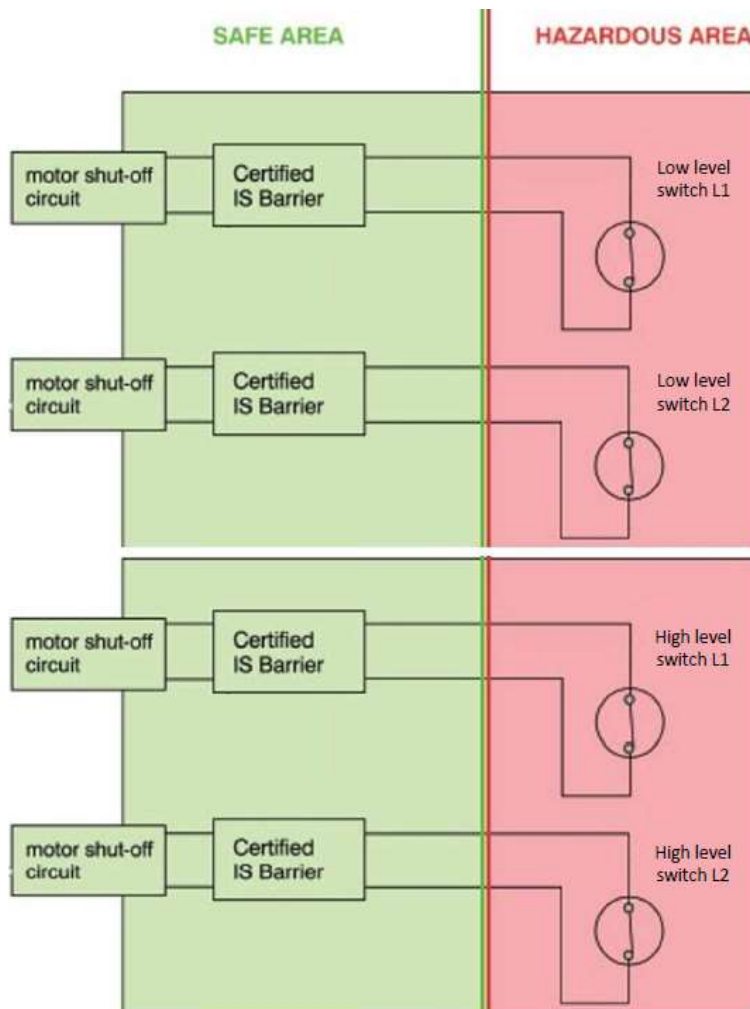 SAFE AREA
HAZARDOUS AREA
motor shut-off
circuit
Certified
IS Barrier
Low level
switch L1
motor shut-off
circuit
Certified
IS Barrier
Low level
switch L2
motor shut-off
circuit
Certified
IS Barrier
High level
switch L1
motor shut-off
circuit
Certified
IS Barrier
High level
switch L2